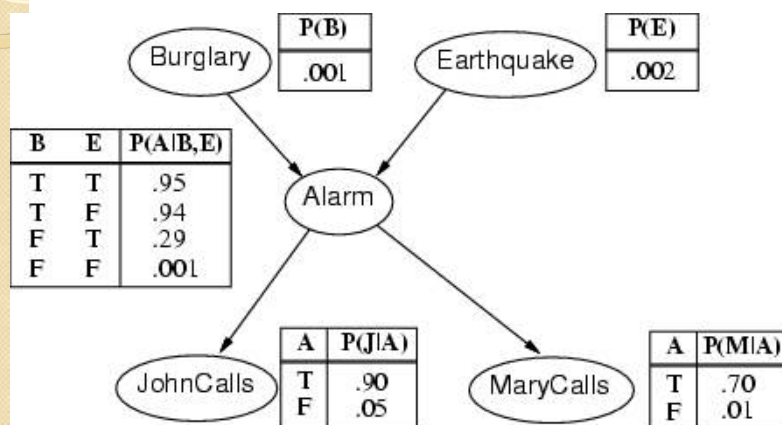 P(B)
Burglary
.001
P(E)
Earthquake
.002
B E P(A|B,E)
T T .95
T F .94
F T .29
F F .001
Alarm
JohnCalls
A P(J|A)
T .90
F .05
MaryCalls
A P(M|A)
T .70
F .01